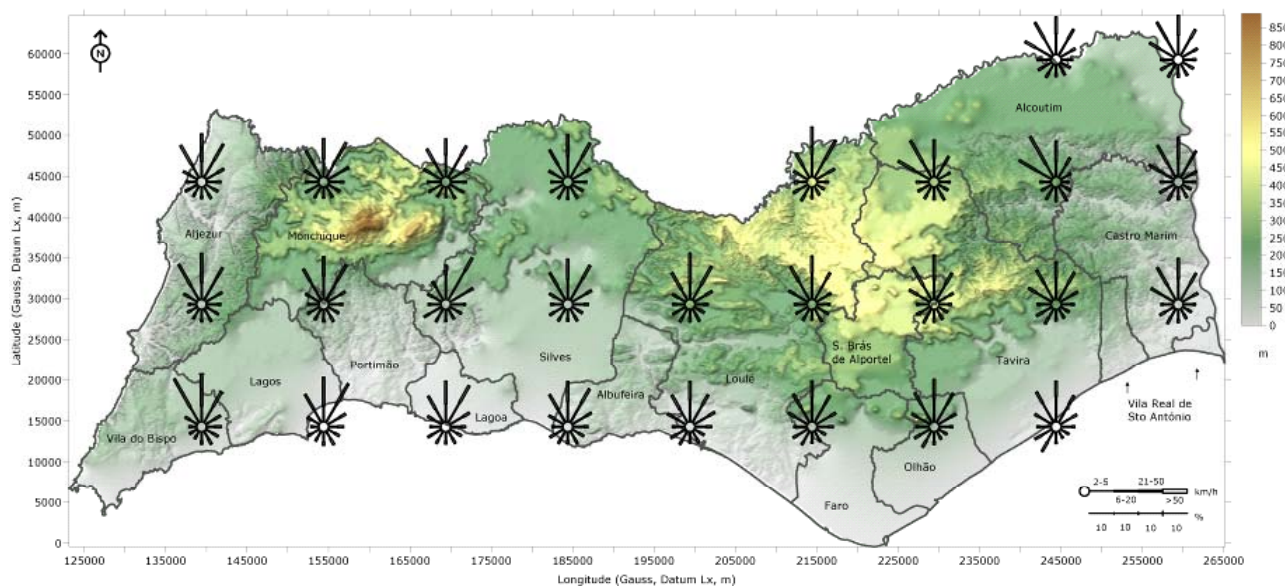 N
Latitude (Gauss, Datum Lx, m)
60000
55000
50000
45000
40000
35000
30000
25000
20000
15000
10000
5000
0
Alcoutim
Aljezur
Monchique
Castro Marim
Silves
S. Brás
de Alportel
Portimão
Tavira
Lagos
Loulé
Albufeira
Lagoa
Vila Real de
Sto António
Vila do Bispo
Olhão
Faro
2-5 21-50
6-20 >50 km/h
%
10 10 10 10
125000 135000 145000 155000 165000 175000 185000 195000 205000 215000 225000 235000 245000 255000 265000
Longitude (Gauss, Datum Lx, m)
850
800
750
700
650
600
550
500
450
400
350
300
250
200
150
100
50
0
m